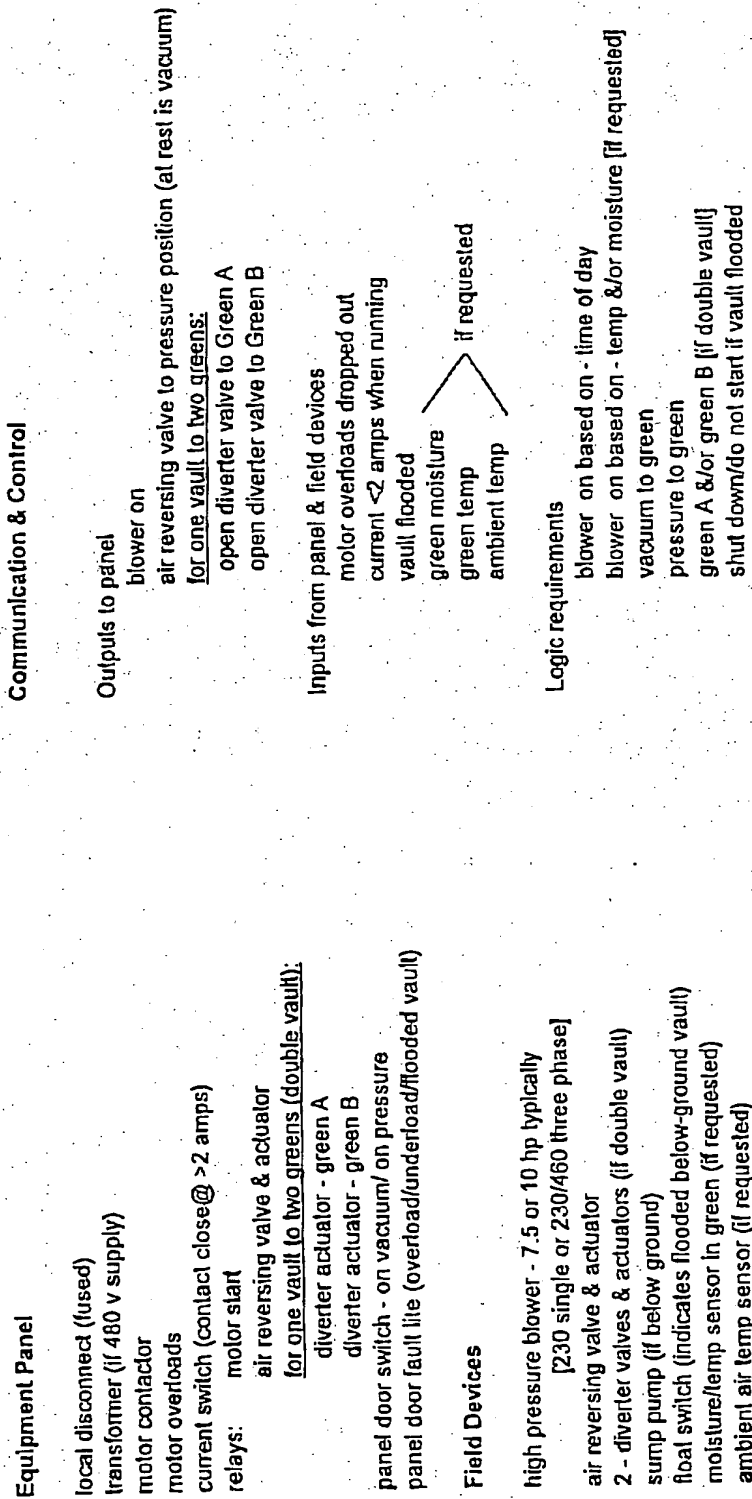 Equipment Panel
local disconnect (fused)
transformer (if 480 v supply)
motor contactor
motor overloads
current switch (contact close@ >2 amps)
relays: motor start
air reversing valve & actuator
for one vault to two greens (double vault):
diverter actuator - green A
diverter actuator - green B
panel door switch - on vacuum/ on pressure
panel door fault lite (overload/underload/flooded vault)
Field Devices
high pressure blower - 7.5 or 10 hp typically
[230 single or 230/460 three phase]
air reversing valve & actuator
2 - diverter valves & actuators (if double vault)
sump pump (if below ground)
float switch (indicates flooded below-ground vault)
moisture/temp sensor in green (if requested)
ambient air temp sensor (if requested)
Communication & Control
Outputs to panel
blower on
air reversing valve to pressure position (at rest is vacuum)
for one vault to two greens:
open diverter valve to Green A
open diverter valve to Green B
Inputs from panel & field devices
motor overloads dropped out
current <2 amps when running
vault flooded
green moisture
green temp
ambient temp
if requested
Logic requirements
blower on based on - time of day
blower on based on - temp &/or moisture [if requested]
vacuum to green
pressure to green
green A &/or green B [if double vault]
shut down/do not start if vault flooded